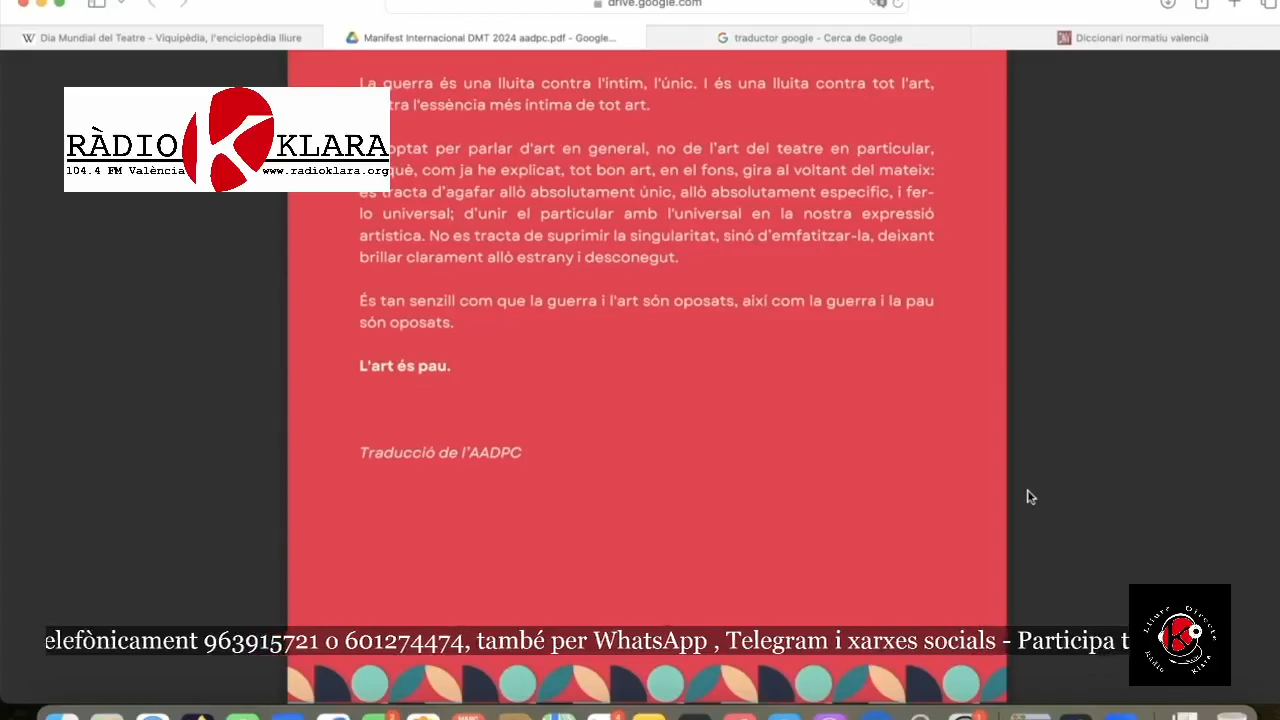 drive.google.com
Dia Mundial del Teatre - Viquipèdia, l'enciclopèdia lliure
Manifest Internacional DMT 2024 aadpc.pdf - Google...
traductor google - Cerca de Google
Diccionari normatiu valencià
La guerra és una lluita contra l'íntim, l'únic. I és una lluita contra tot l'art,
tra l'essència més íntima de tot art.
RÀDIO KLARA
104.4 FM València www.radioklara.org
optat per parlar d'art en general, no de l'art del teatre en particular,
què, com ja he explicat, tot bon art, en el fons, gira al voltant del mateix:
es tracta d'agafar allò absolutament únic, allò absolutament específic, i fer-
lo universal; d'unir el particular amb l'universal en la nostra expressió
artística. No es tracta de suprimir la singularitat, sinó d'emfatitzar-la, deixant
brillar clarament allò estrany i desconegut.
És tan senzill com que la guerra i l'art són oposats, així com la guerra i la pau
són oposats.
L'art és pau.
Traducció de l'AADPC
elefònicament 963915721 o 601274474, també per WhatsApp , Telegram i xarxes socials - Participa t
Lliure Directe
Ràdio Klara